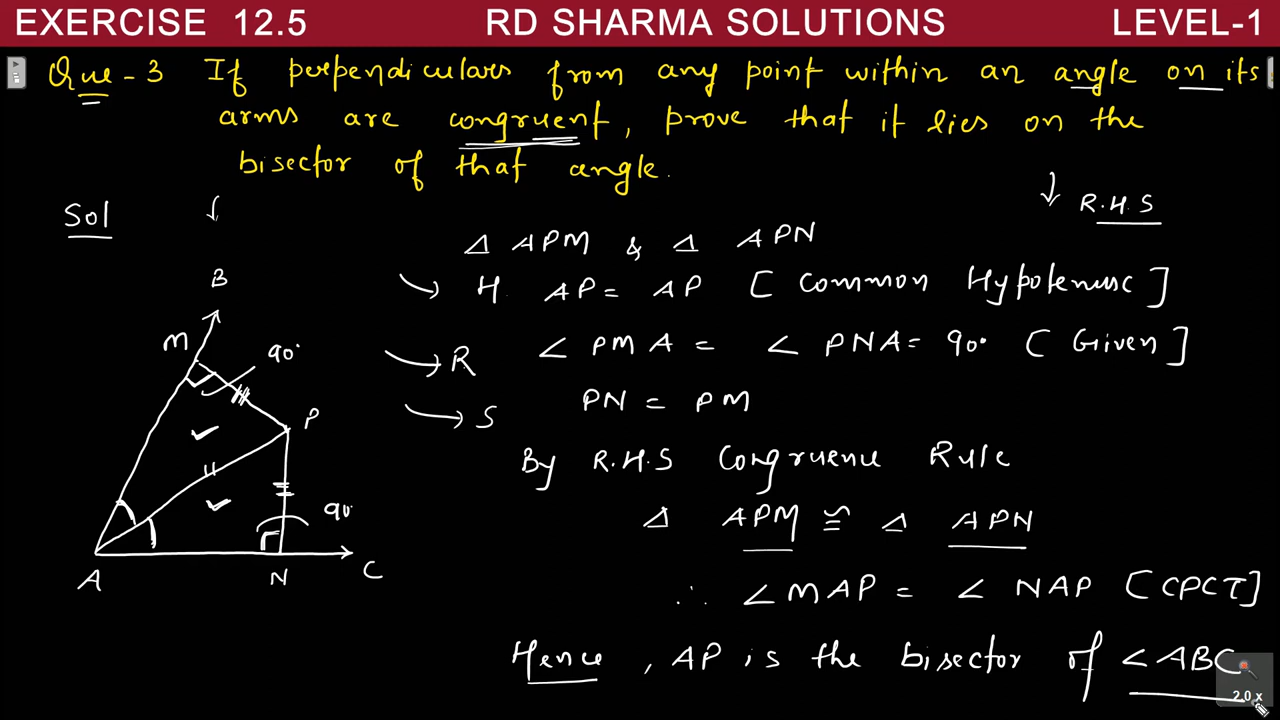 EXERCISE 12.5 RD SHARMA SOLUTIONS LEVEL-1
Que-3 If perpendiculars from any point within an angle on its
arms are congruent, prove that it lies on the
bisector of that angle.
Sol
R.H.S
Δ APM & Δ APN
H. AP = AP [Common Hypotenuse]
R ∠PMA = ∠PNA = 90° [Given]
S PN = PM
By R.H.S Congruence Rule
Δ APM ≅ Δ APN
∴ ∠MAP = ∠NAP [CPCT]
Hence, AP is the bisector of ∠ABC
B
M
90°
P
90°
A
N
C
2.0 x